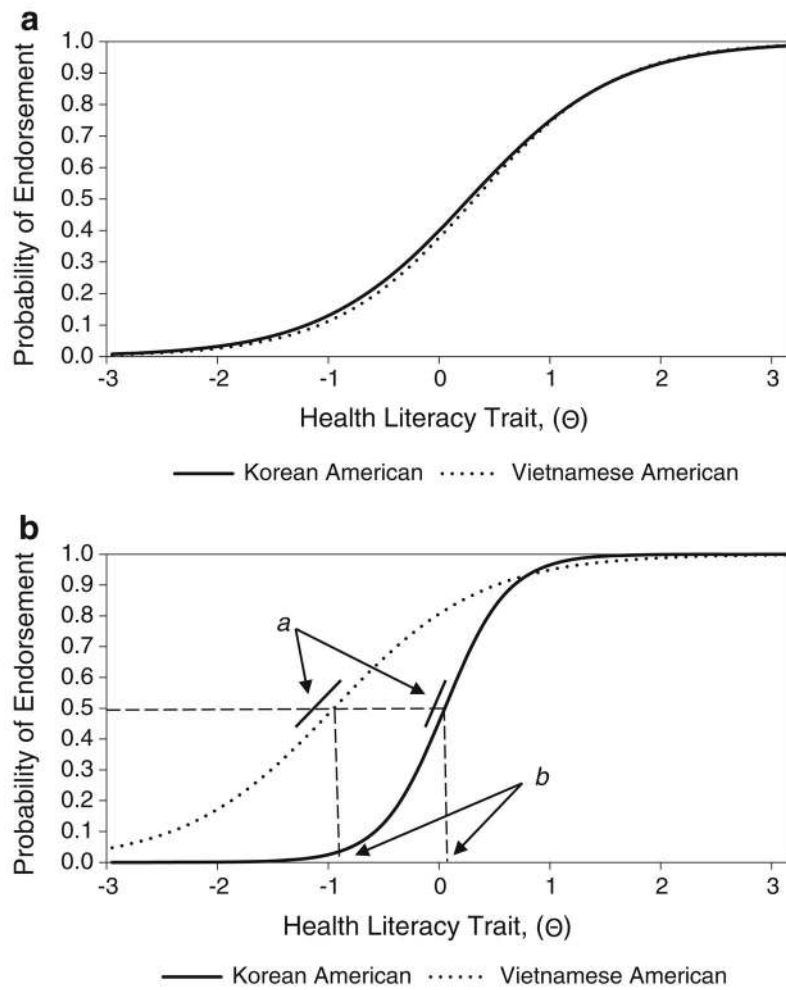 a
1.0
0.9
0.8
0.7
0.6
0.5
0.4
0.3
0.2
0.1
0.0
Probability of Endorsement
-3 -2 -1 0 1 2 3
Health Literacy Trait, (Θ)
Korean American Vietnamese American
b
1.0
0.9
0.8
0.7
0.6
0.5
0.4
0.3
0.2
0.1
0.0
Probability of Endorsement
a
b
-3 -2 -1 0 1 2 3
Health Literacy Trait, (Θ)
Korean American Vietnamese American